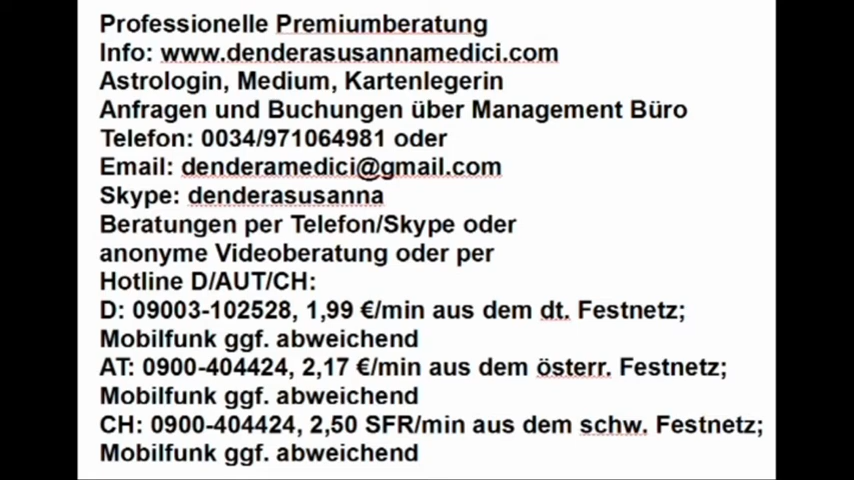 Professionelle Premiumberatung
Info: www.denderasusannamedici.com
Astrologin, Medium, Kartenlegerin
Anfragen und Buchungen über Management Büro
Telefon: 0034/971064981 oder
Email: denderamedici@gmail.com
Skype: denderasusanna
Beratungen per Telefon/Skype oder
anonyme Videoberatung oder per
Hotline D/AUT/CH:
D: 09003-102528, 1,99 €/min aus dem dt. Festnetz;
Mobilfunk ggf. abweichend
AT: 0900-404424, 2,17 €/min aus dem österr. Festnetz;
Mobilfunk ggf. abweichend
CH: 0900-404424, 2,50 SFR/min aus dem schw. Festnetz;
Mobilfunk ggf. abweichend